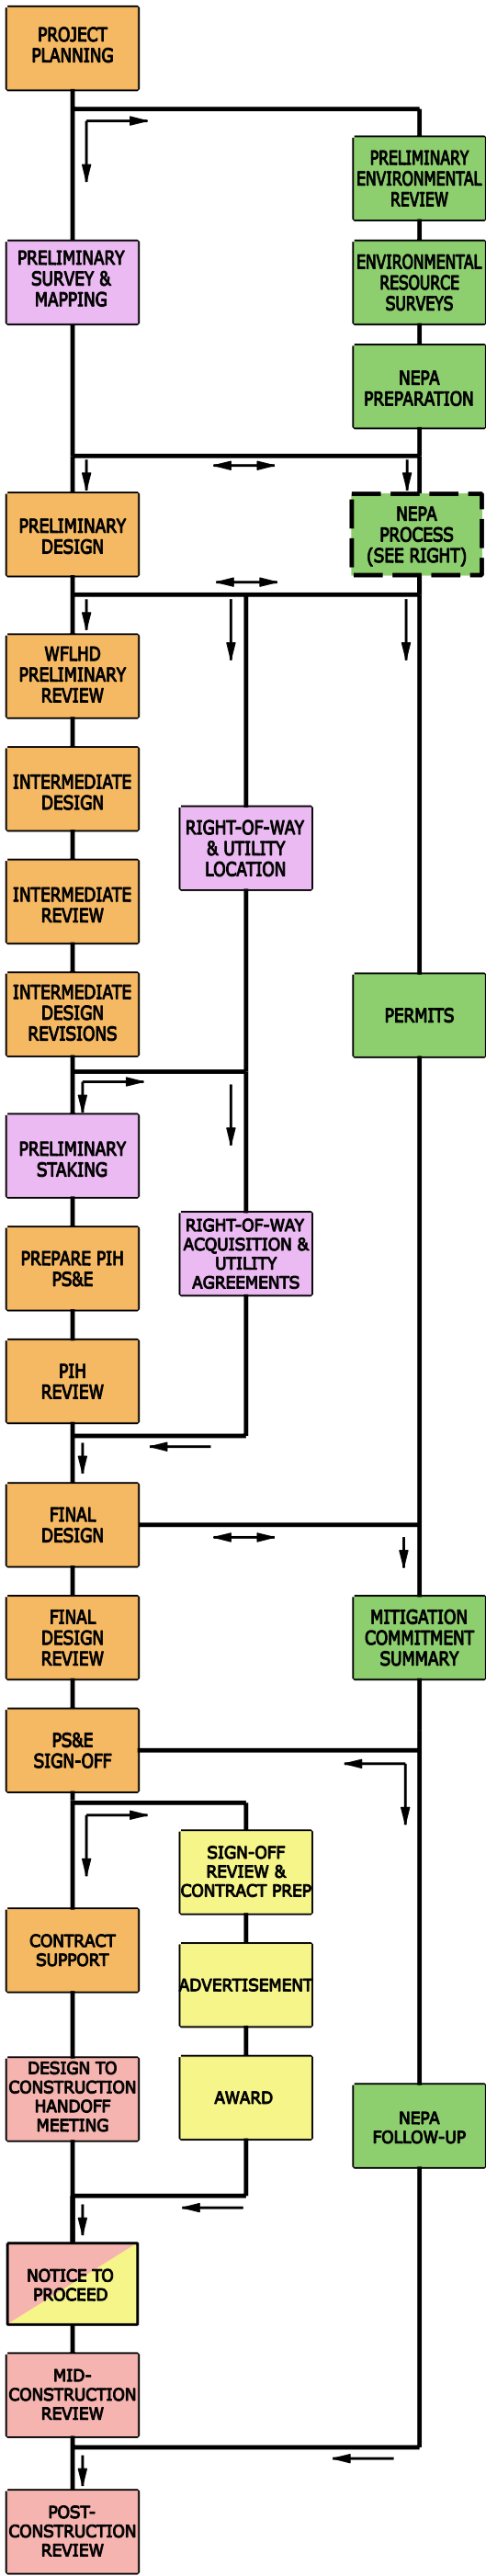 PROJECT
PLANNING
PRELIMINARY
ENVIRONMENTAL
REVIEW
PRELIMINARY
SURVEY &
MAPPING
ENVIRONMENTAL
RESOURCE
SURVEYS
NEPA
PREPARATION
PRELIMINARY
DESIGN
NEPA
PROCESS
(SEE RIGHT)
WFLHD
PRELIMINARY
REVIEW
INTERMEDIATE
DESIGN
RIGHT-OF-WAY
& UTILITY
LOCATION
INTERMEDIATE
REVIEW
INTERMEDIATE
DESIGN
REVISIONS
PERMITS
PRELIMINARY
STAKING
RIGHT-OF-WAY
ACQUISITION &
UTILITY
AGREEMENTS
PREPARE PIH
PS&E
PIH
REVIEW
FINAL
DESIGN
FINAL
DESIGN
REVIEW
MITIGATION
COMMITMENT
SUMMARY
PS&E
SIGN-OFF
SIGN-OFF
REVIEW &
CONTRACT PREP
CONTRACT
SUPPORT
ADVERTISEMENT
DESIGN TO
CONSTRUCTION
HANDOFF
MEETING
AWARD
NEPA
FOLLOW-UP
NOTICE TO
PROCEED
MID-
CONSTRUCTION
REVIEW
POST-
CONSTRUCTION
REVIEW